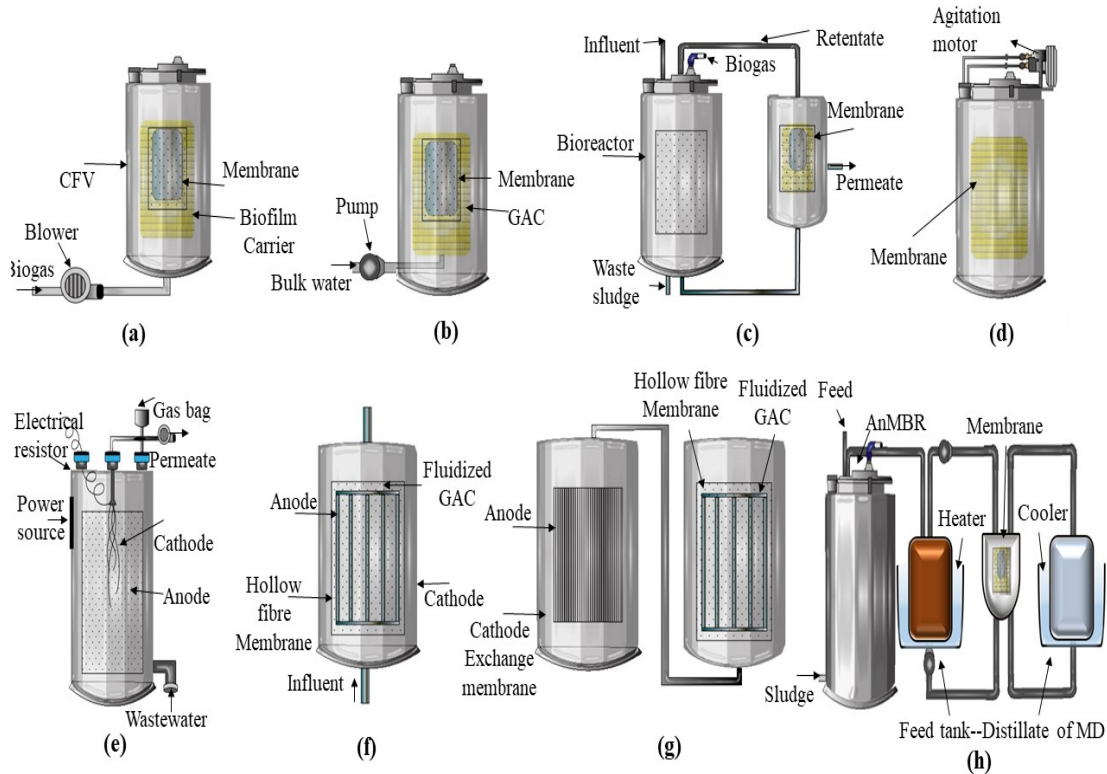 CFV
Membrane
Biofilm
Carrier
Blower
Biogas
(a)
Membrane
GAC
Pump
Bulk water
(b)
Influent
Retentate
Biogas
Bioreactor
Membrane
Permeate
Waste
sludge
(c)
Agitation
motor
Membrane
(d)
Gas bag
Electrical
resistor
Permeate
Power
source
Cathode
Anode
Wastewater
(e)
Fluidized
GAC
Anode
Hollow
fibre
Membrane
Cathode
Influent
(f)
Hollow fibre
Membrane
Fluidized
GAC
Anode
Cathode
Exchange
membrane
(g)
Feed
AnMBR
Membrane
Heater
Cooler
Sludge
Feed tank--Distillate of MD
(h)